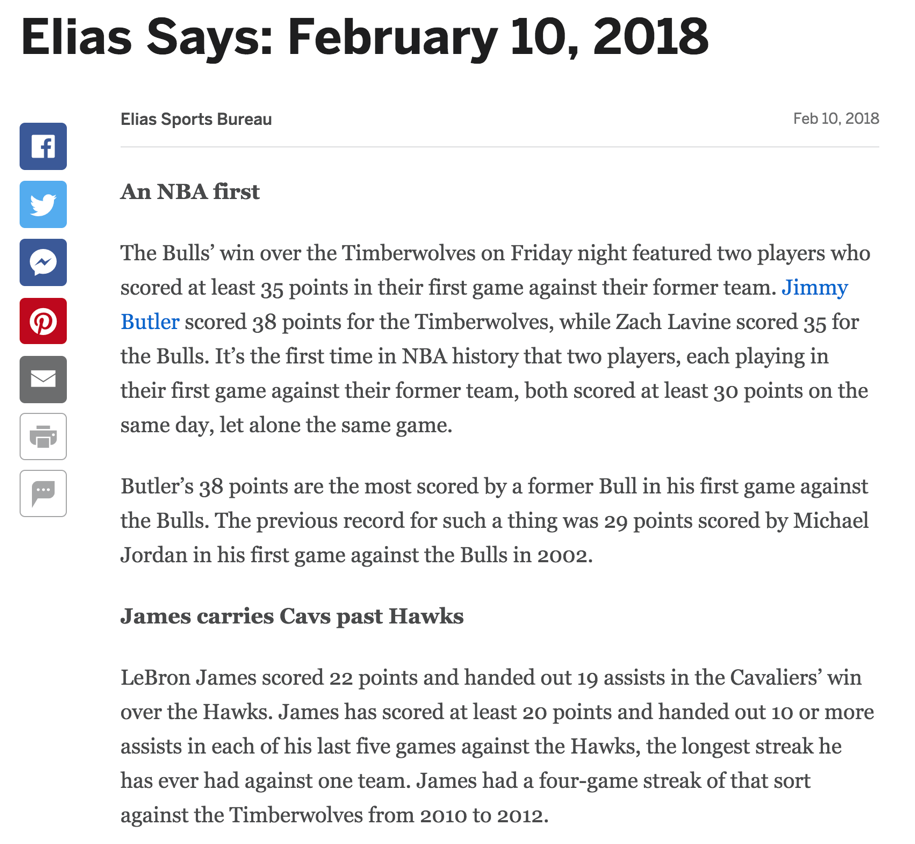 Elias Says: February 10, 2018
Elias Sports Bureau
Feb 10, 2018
An NBA first
The Bulls’ win over the Timberwolves on Friday night featured two players who
scored at least 35 points in their first game against their former team. Jimmy
Butler scored 38 points for the Timberwolves, while Zach Lavine scored 35 for
the Bulls. It’s the first time in NBA history that two players, each playing in
their first game against their former team, both scored at least 30 points on the
same day, let alone the same game.
Butler’s 38 points are the most scored by a former Bull in his first game against
the Bulls. The previous record for such a thing was 29 points scored by Michael
Jordan in his first game against the Bulls in 2002.
James carries Cavs past Hawks
LeBron James scored 22 points and handed out 19 assists in the Cavaliers’ win
over the Hawks. James has scored at least 20 points and handed out 10 or more
assists in each of his last five games against the Hawks, the longest streak he
has ever had against one team. James had a four-game streak of that sort
against the Timberwolves from 2010 to 2012.